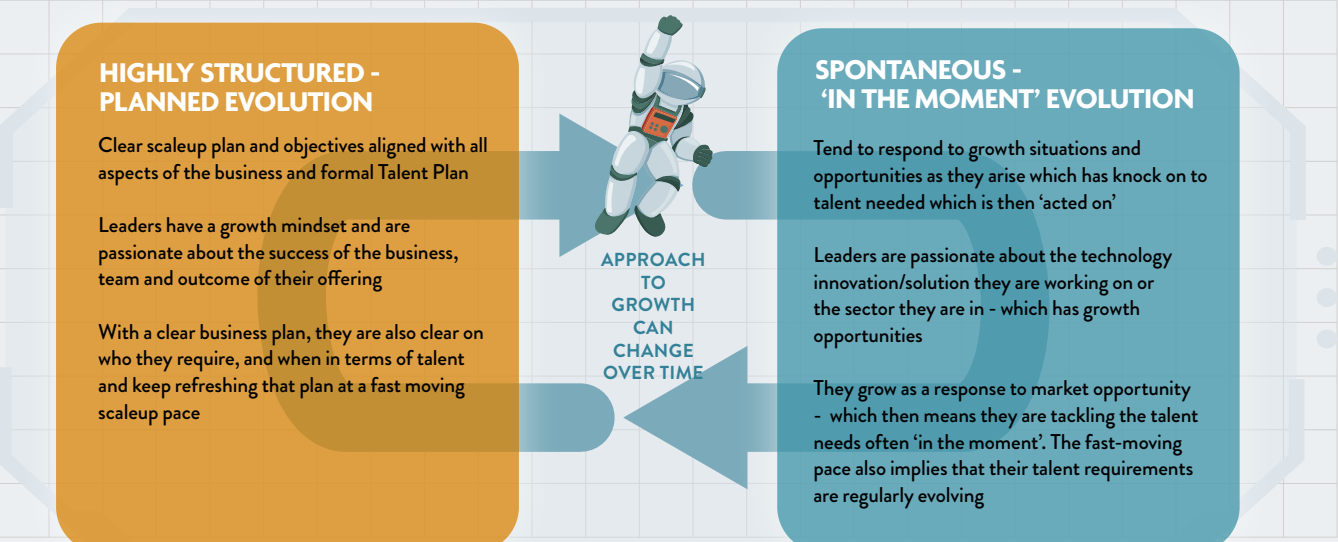 HIGHLY STRUCTURED -
PLANNED EVOLUTION
Clear scaleup plan and objectives aligned with all
aspects of the business and formal Talent Plan
Leaders have a growth mindset and are
passionate about the success of the business,
team and outcome of their offering
With a clear business plan, they are also clear on
who they require, and when in terms of talent
and keep refreshing that plan at a fast moving
scaleup pace
APPROACH
TO
GROWTH
CAN
CHANGE
OVER TIME
SPONTANEOUS -
‘IN THE MOMENT’ EVOLUTION
Tend to respond to growth situations and
opportunities as they arise which has knock on to
talent needed which is then ‘acted on’
Leaders are passionate about the technology
innovation/solution they are working on or
the sector they are in - which has growth
opportunities
They grow as a response to market opportunity
- which then means they are tackling the talent
needs often ‘in the moment’. The fast-moving
pace also implies that their talent requirements
are regularly evolving